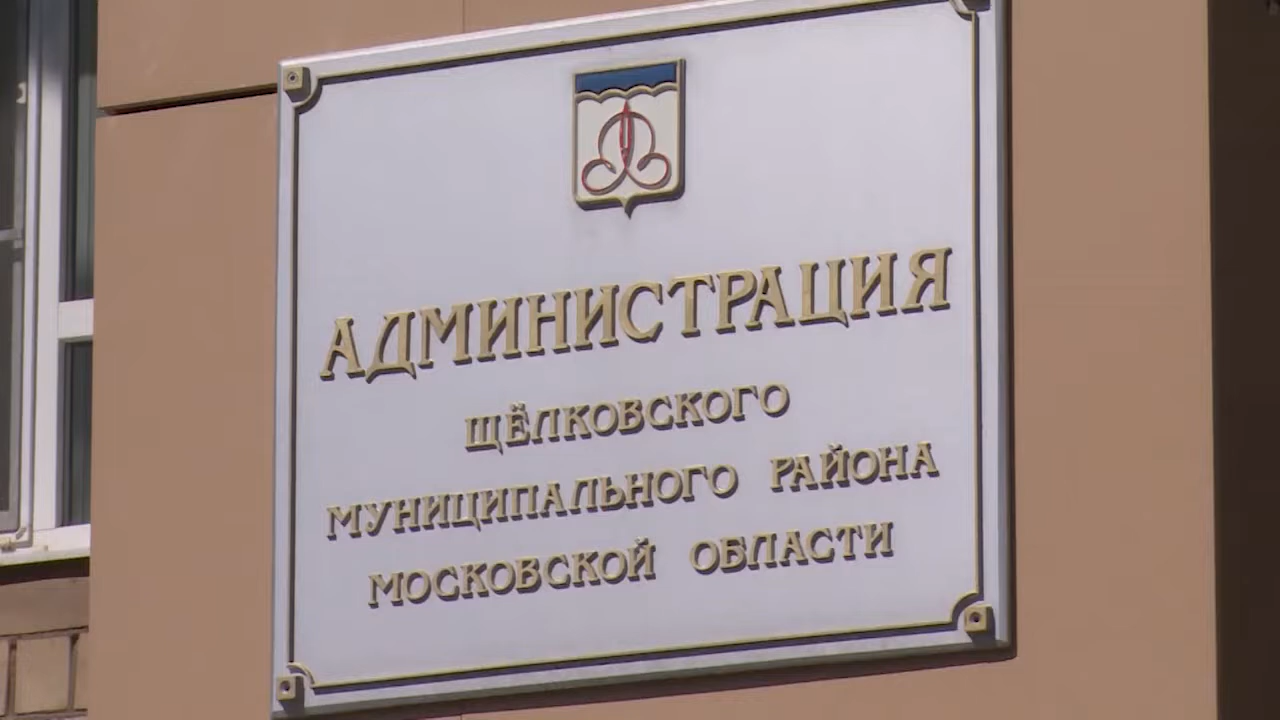 АДМИНИСТРАЦИЯ
ЩЁЛКОВСКОГО
МУНИЦИПАЛЬНОГО РАЙОНА
МОСКОВСКОЙ ОБЛАСТИ